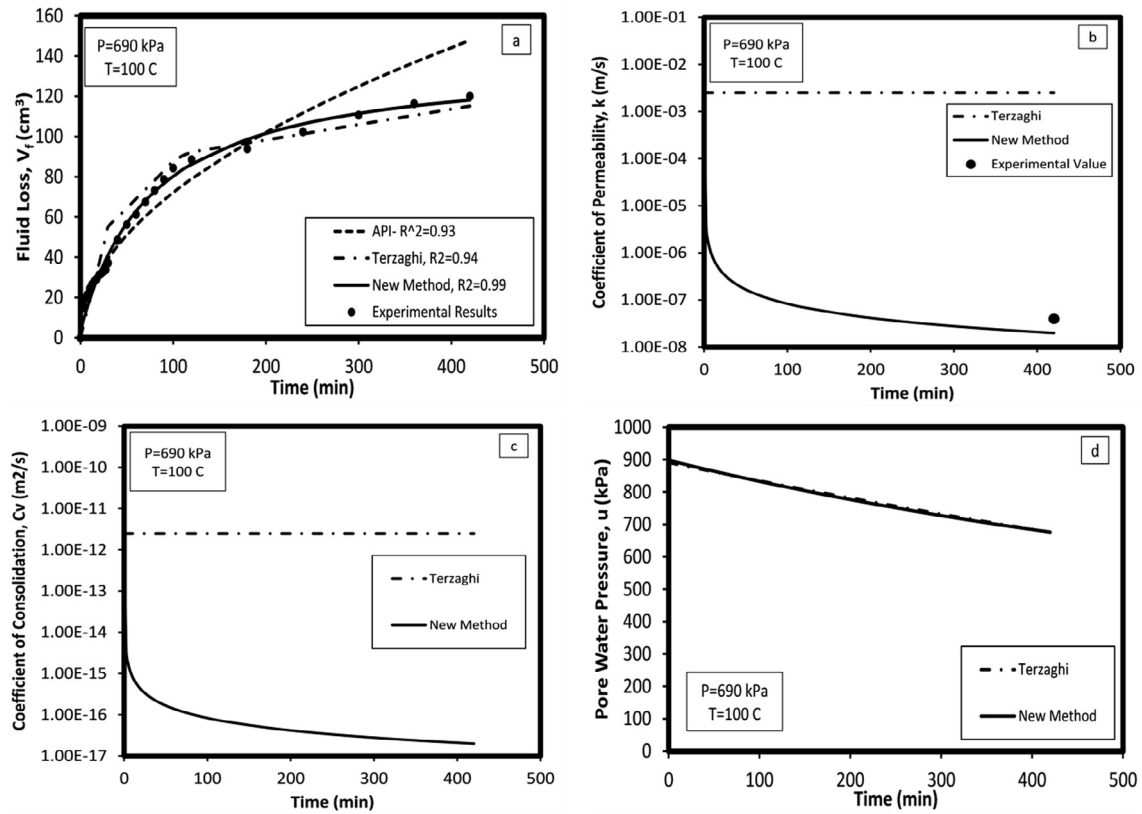 a
P=690 kPa
T=100 C
Fluid Loss, Vf (cm³)
160
140
120
100
80
60
40
20
0
API- R^2=0.93
Terzaghi, R2=0.94
New Method, R2=0.99
Experimental Results
0 100 200 300 400 500
Time (min)
b
P=690 kPa
T=100 C
Coefficient of Permeability, k (m/s)
1.00E-01
1.00E-02
1.00E-03
1.00E-04
1.00E-05
1.00E-06
1.00E-07
1.00E-08
Terzaghi
New Method
Experimental Value
0 100 200 300 400 500
Time (min)
c
P=690 kPa
T=100 C
Coefficient of Consolidation, Cv (m2/s)
1.00E-09
1.00E-10
1.00E-11
1.00E-12
1.00E-13
1.00E-14
1.00E-15
1.00E-16
1.00E-17
Terzaghi
New Method
0 100 200 300 400 500
Time (min)
d
Pore Water Pressure, u (kPa)
1000
900
800
700
600
500
400
300
200
100
0
P=690 kPa
T=100 C
Terzaghi
New Method
0 100 200 300 400 500
Time (min)